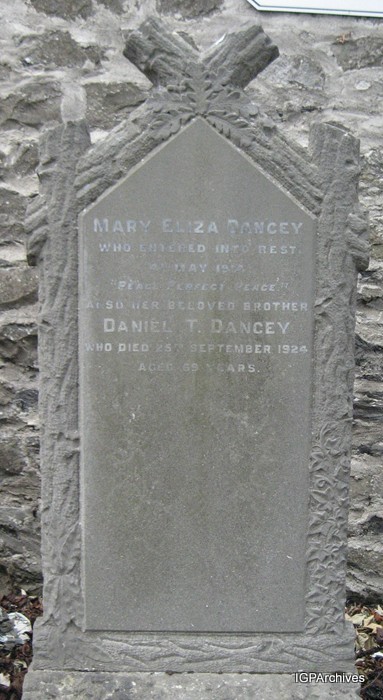 MARY ELIZA DANCEY
WHO ENTERED INTO REST
MAY
"PEACE PERFECT PEACE"
ALSO HER BELOVED BROTHER
DANIEL T. DANCEY
WHO DIED 25TH SEPTEMBER 1924
AGED 69 YEARS.
IGPArchives